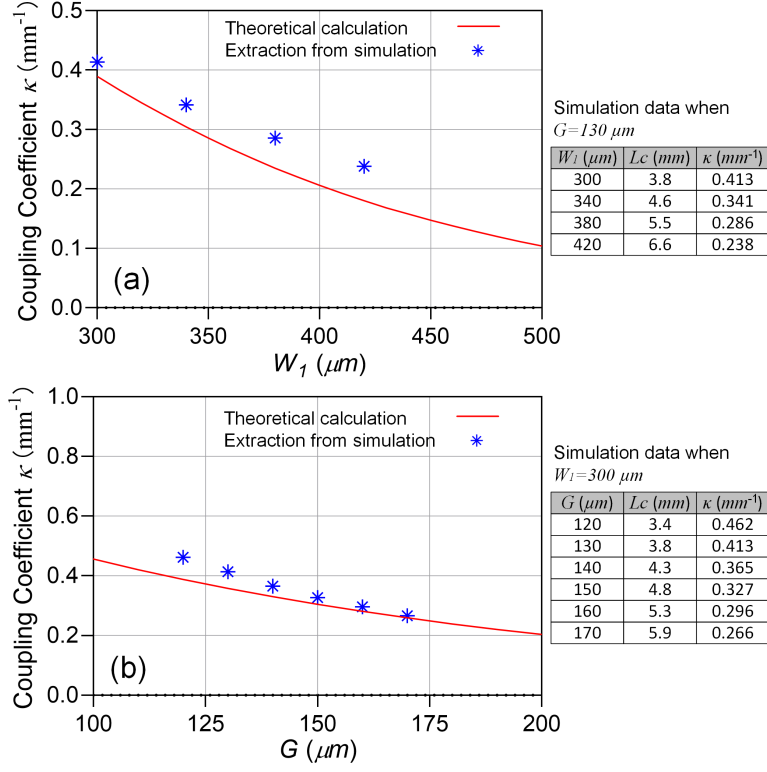 0.5
0.4
0.3
0.2
0.1
0.0
Coupling Coefficient κ (mm⁻¹)
Theoretical calculation
Extraction from simulation
(a)
300 350 400 450 500
W₁ (μm)
Simulation data when
G=130 μm
W₁ (μm) Lc (mm) κ (mm⁻¹)
300 3.8 0.413
340 4.6 0.341
380 5.5 0.286
420 6.6 0.238
1.0
0.8
0.6
0.4
0.2
0.0
Coupling Coefficient κ (mm⁻¹)
Theoretical calculation
Extraction from simulation
(b)
100 125 150 175 200
G (μm)
Simulation data when
W₁=300 μm
G (μm) Lc (mm) κ (mm⁻¹)
120 3.4 0.462
130 3.8 0.413
140 4.3 0.365
150 4.8 0.327
160 5.3 0.296
170 5.9 0.266